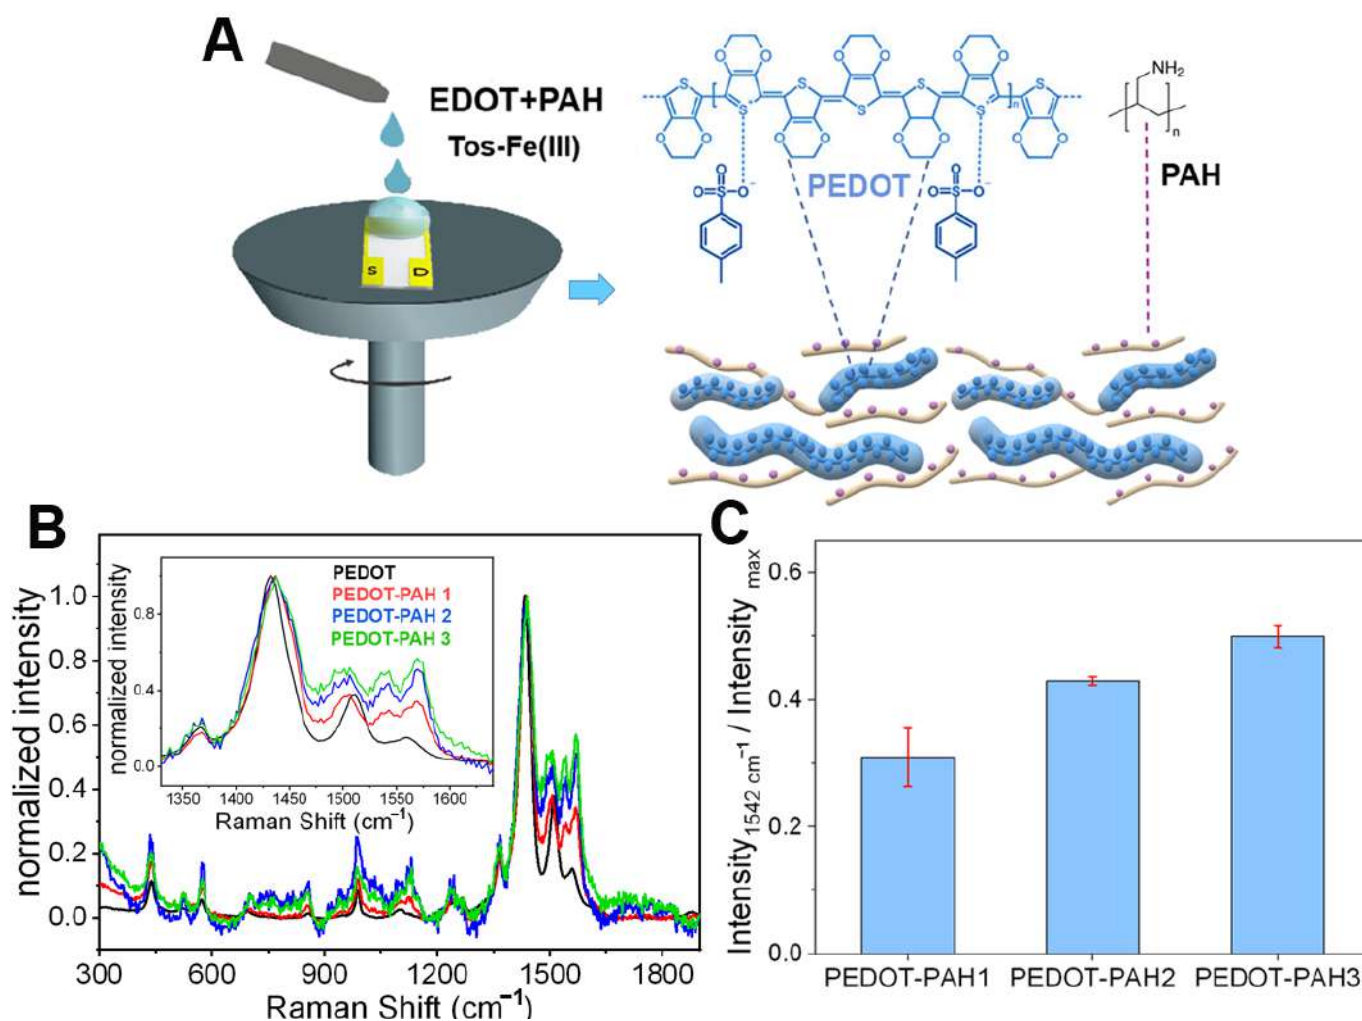 A
EDOT+PAH
Tos-Fe(III)
S D
PEDOT
NH₂
n
PAH
B
normalized intensity
1.0
0.8
0.6
0.4
0.2
0.0
300 600 900 1200 1500 1800
Raman Shift (cm⁻¹)
normalized intensity
0.8
0.4
0.0
1350 1400 1450 1500 1550 1600
Raman Shift (cm⁻¹)
PEDOT
PEDOT-PAH 1
PEDOT-PAH 2
PEDOT-PAH 3
C
Intensity1542 cm⁻¹ / Intensity max
0.6
0.4
0.2
0.0
PEDOT-PAH1 PEDOT-PAH2 PEDOT-PAH3